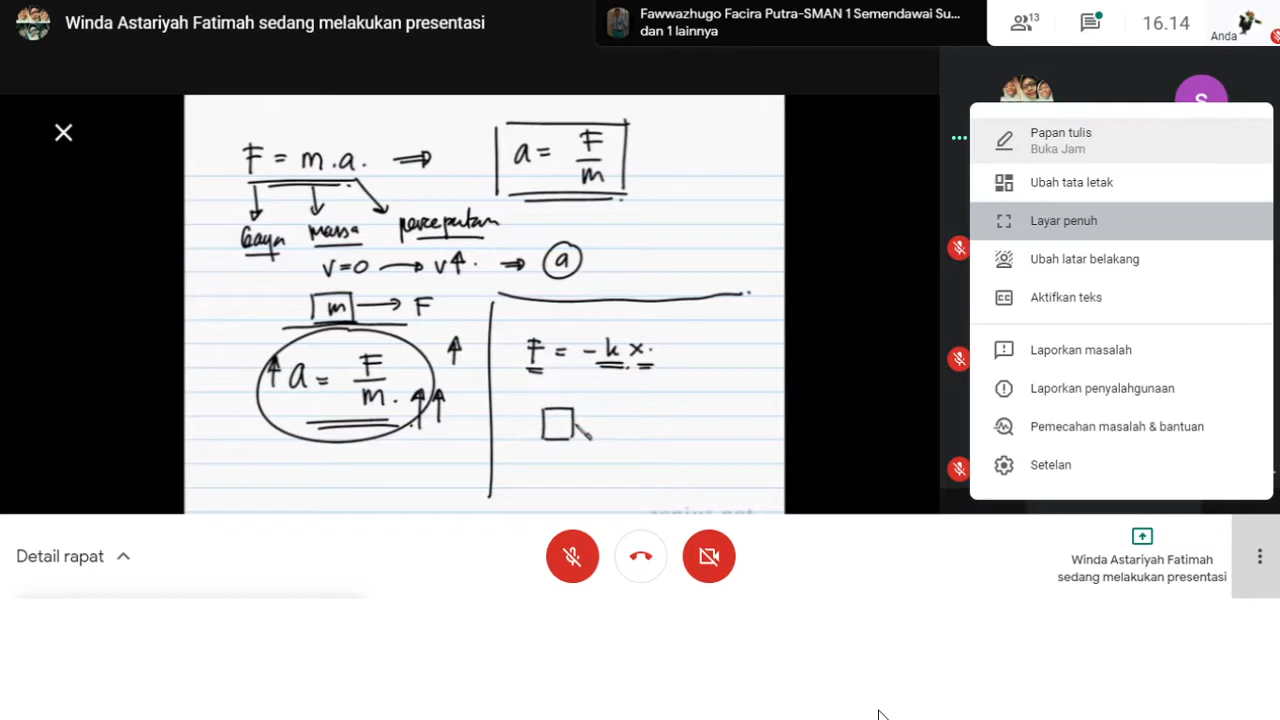 Winda Astariyah Fatimah sedang melakukan presentasi
Fawwazhugo Facira Putra-SMAN 1 Semendawai Su...
dan 1 lainnya
13
16.14
Anda
S
F = m.a. ⇒ a = F/m
Gaya massa percepatan
v=0 → v↑. ⇒ a
m → F
↑ a = F/m. ↑↑ ↑
F = -k x.
Papan tulis
Buka Jam
Ubah tata letak
Layar penuh
Ubah latar belakang
Aktifkan teks
Laporkan masalah
Laporkan penyalahgunaan
Pemecahan masalah & bantuan
Setelan
Detail rapat
Winda Astariyah Fatimah
sedang melakukan presentasi